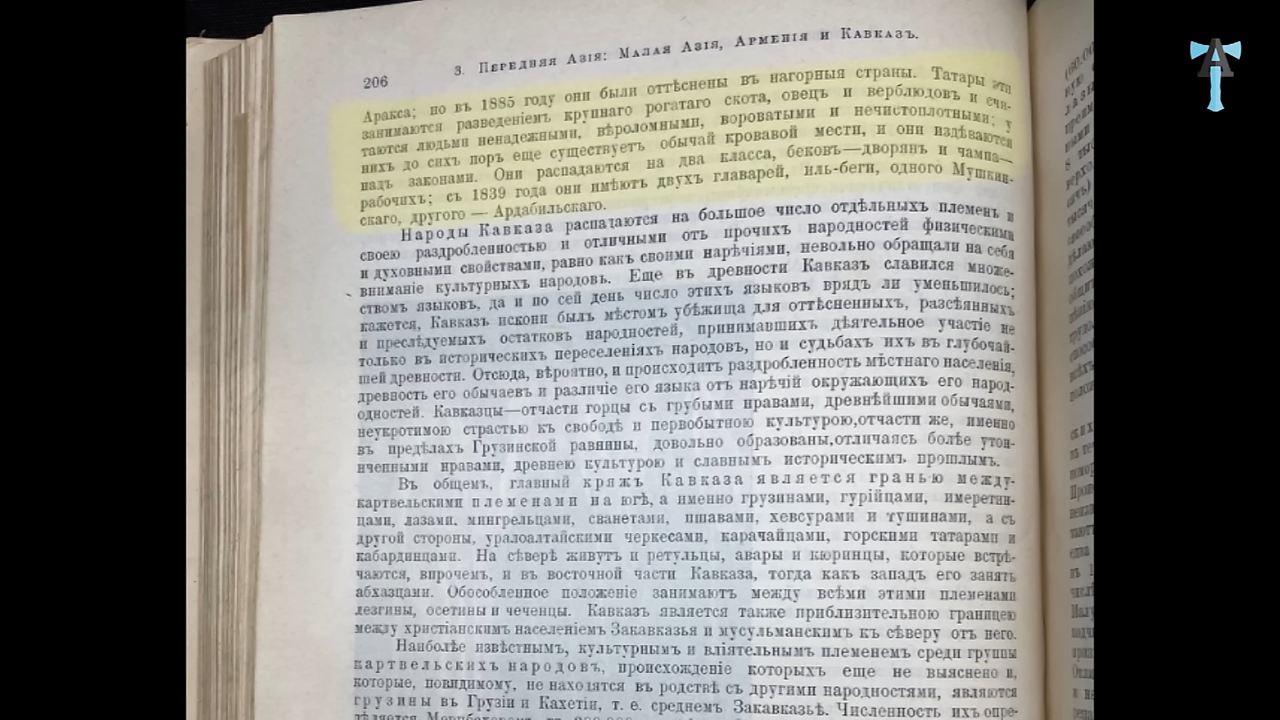 206
3. Передняя Азія: Малая Азія, Арменія и Кавказъ.
Аракса; но въ 1885 году они были оттѣснены въ нагорныя страны. Татары эти
занимаются разведеніемъ крупнаго рогатаго скота, овецъ и верблюдовъ и счи-
таются людьми ненадежными, вѣроломными, вороватыми и нечистоплотными; у
нихъ до сихъ поръ еще существуетъ обычай кровавой мести, и они издѣваются
надъ законами. Они распадаются на два класса, бековъ—дворянъ и чампа—
рабочихъ; съ 1839 года они имѣютъ двухъ главарей, иль-беги, одного Мушкин-
скаго, другого — Ардабильскаго.
Народы Кавказа распадаются на большое число отдѣльныхъ племенъ и
своею раздробленностью и отличными отъ прочихъ народностей физическими
и духовными свойствами, равно какъ своими нарѣчіями, невольно обращали на себя
вниманіе культурныхъ народовъ. Еще въ древности Кавказъ славился множе-
ствомъ языковъ, да и по сей день число этихъ языковъ врядъ ли уменьшилось;
кажется, Кавказъ искони былъ мѣстомъ убѣжища для оттѣсненныхъ, разсѣянныхъ
и преслѣдуемыхъ остатковъ народностей, принимавшихъ дѣятельное участіе не
только въ историческихъ переселеніяхъ народовъ, но и судьбахъ ихъ въ глубочай-
шей древности. Отсюда, вѣроятно, и происходитъ раздробленность мѣстнаго населенія,
древность его обычаевъ и различіе его языка отъ нарѣчій окружающихъ его народ-
одностей. Кавказцы—отчасти горцы съ грубыми нравами, древнѣйшими обычаями,
неукротимою страстью къ свободѣ и первобытною культурою,отчасти же, именно
въ предѣлахъ Грузинской равнины, довольно образованы,отличаясь болѣе утон-
нченными нравами, древнею культурою и славнымъ историческимъ прошлымъ.
Въ общемъ, главный кряжъ Кавказа является гранью между-
картвельскими племенами на югѣ, а именно грузинами, гурійцами, имеретин-
цами, лазами. мингрельцами, сванетами, пшавами, хевсурами и тушинами, а съ
другой стороны, уралоалтайскими черкесами, карачайцами, горскими татарами и
кабардинцами. На сѣверѣ живутъ и ретульцы, авары и кюринцы, которые встрѣ-
чаются, впрочемъ, и въ восточной части Кавказа, тогда какъ западъ его занятъ
абхазцами. Обособленное положеніе занимаютъ между всѣми этими племенами
лезгины, осетины и чеченцы. Кавказъ является также приблизительною границею
между христіанскимъ населеніемъ Закавказья и мусульманскимъ къ сѣверу отъ него.
Наиболѣе извѣстнымъ, культурнымъ и вліятельнымъ племенемъ среди группы
картвельскихъ народовъ, происхожденіе которыхъ еще не выяснено и,
которые, повидимому, не находятся въ родствѣ съ другими народностями, являются
грузины въ Грузіи и Кахетіи, т. е. среднемъ Закавказьѣ. Численность ихъ опре-